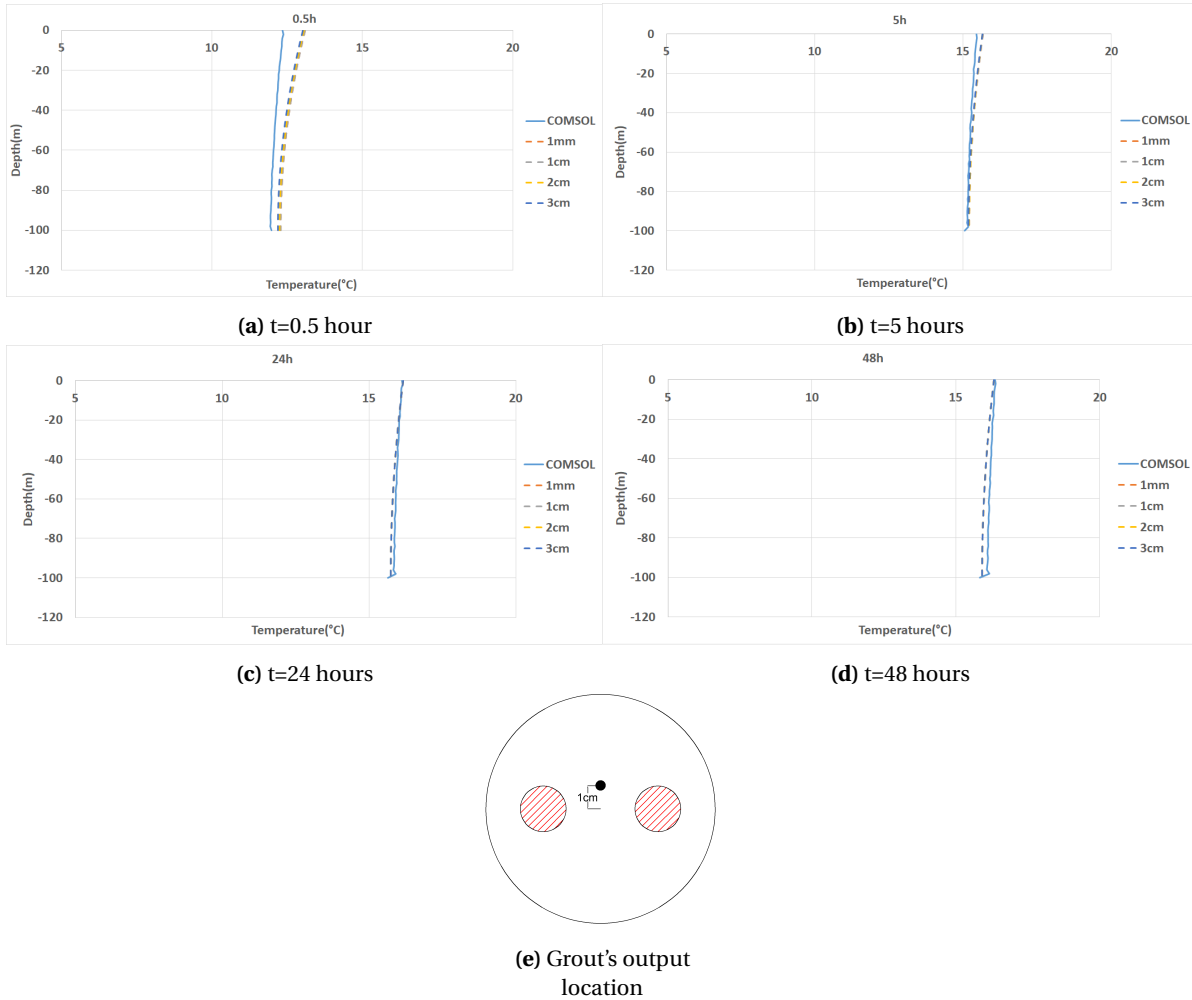 0.5h
0
5
10
15
20
-20
-40
-60
-80
-100
-120
Depth(m)
Temperature(°C)
COMSOL
1mm
1cm
2cm
3cm
(a) t=0.5 hour
5h
0
5
10
15
20
-20
-40
-60
-80
-100
-120
Depth(m)
Temperature(°C)
COMSOL
1mm
1cm
2cm
3cm
(b) t=5 hours
24h
0
5
10
15
20
-20
-40
-60
-80
-100
-120
Depth(m)
Temperature(°C)
COMSOL
1mm
1cm
2cm
3cm
(c) t=24 hours
48h
0
5
10
15
20
-20
-40
-60
-80
-100
-120
Depth(m)
Temperature(°C)
COMSOL
1mm
1cm
2cm
3cm
(d) t=48 hours
1cm
(e) Grout's output
location